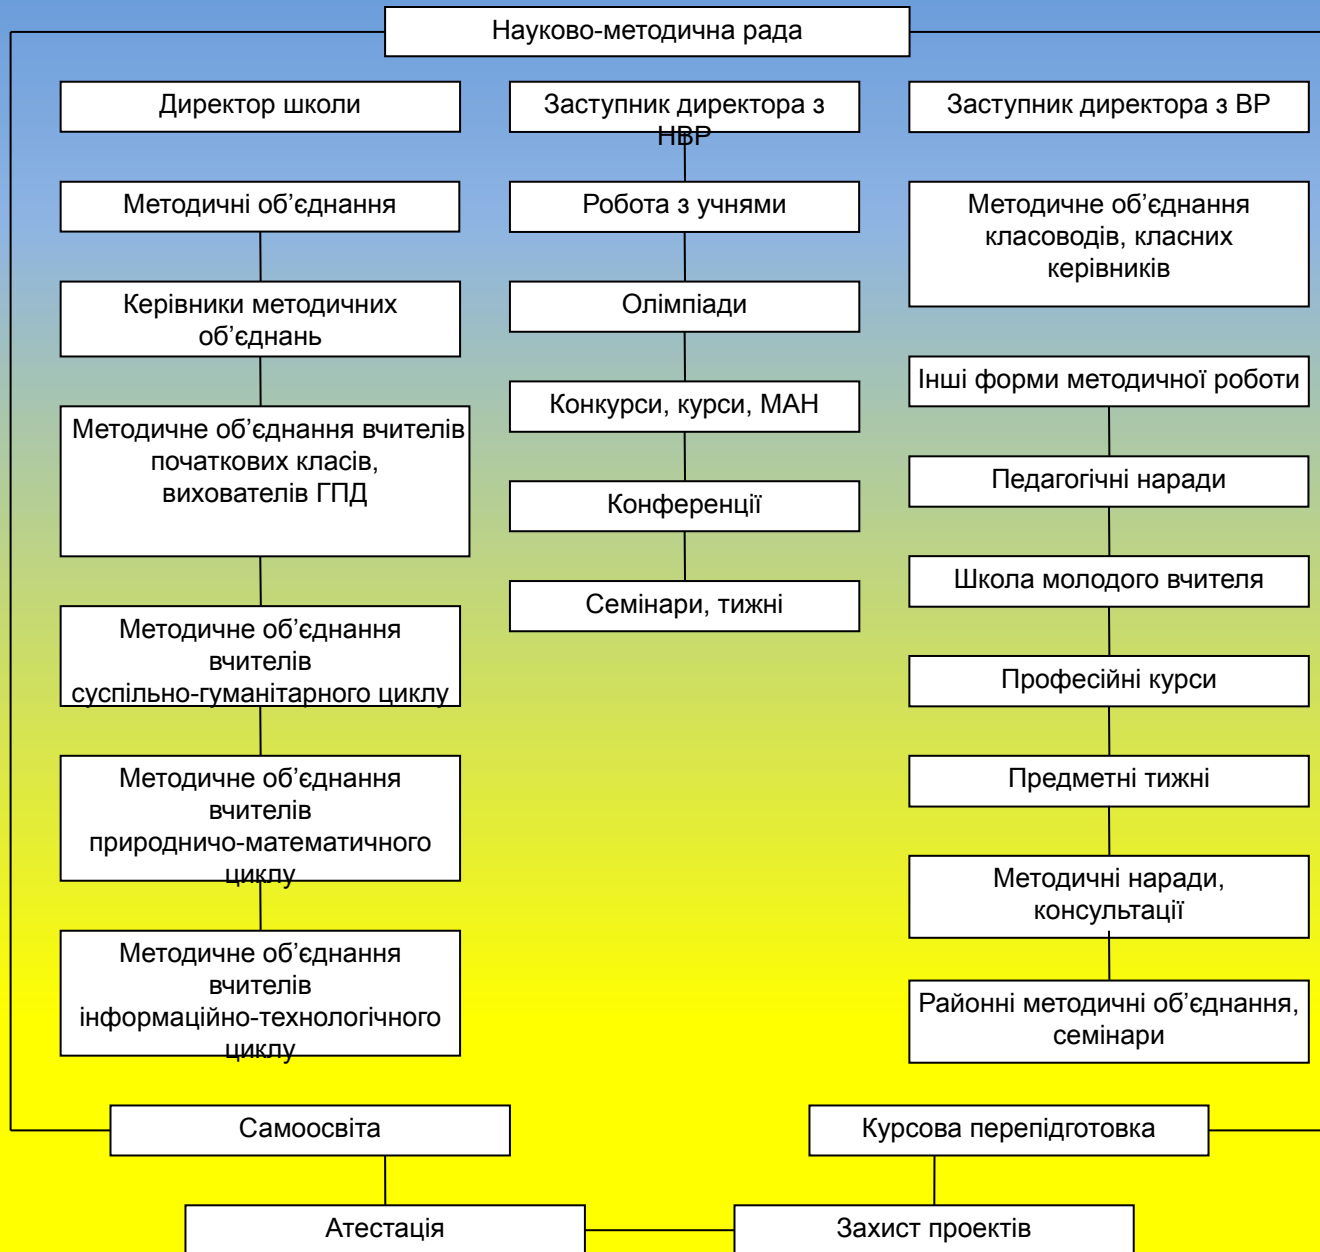 Науково-методична рада
Директор школи
Заступник директора з
НВР
Заступник директора з ВР
Методичні об’єднання
Керівники методичних
об’єднань
Методичне об’єднання вчителів
початкових класів,
вихователів ГПД
Методичне об’єднання
вчителів
суспільно-гуманітарного циклу
Методичне об’єднання
вчителів
природничо-математичного
циклу
Методичне об’єднання
вчителів
інформаційно-технологічного
циклу
Робота з учнями
Олімпіади
Конкурси, курси, МАН
Конференції
Семінари, тижні
Методичне об’єднання
класоводів, класних
керівників
Інші форми методичної роботи
Педагогічні наради
Школа молодого вчителя
Професійні курси
Предметні тижні
Методичні наради,
консультації
Районні методичні об’єднання,
семінари
Самоосвіта
Курсова перепідготовка
Атестація
Захист проектів